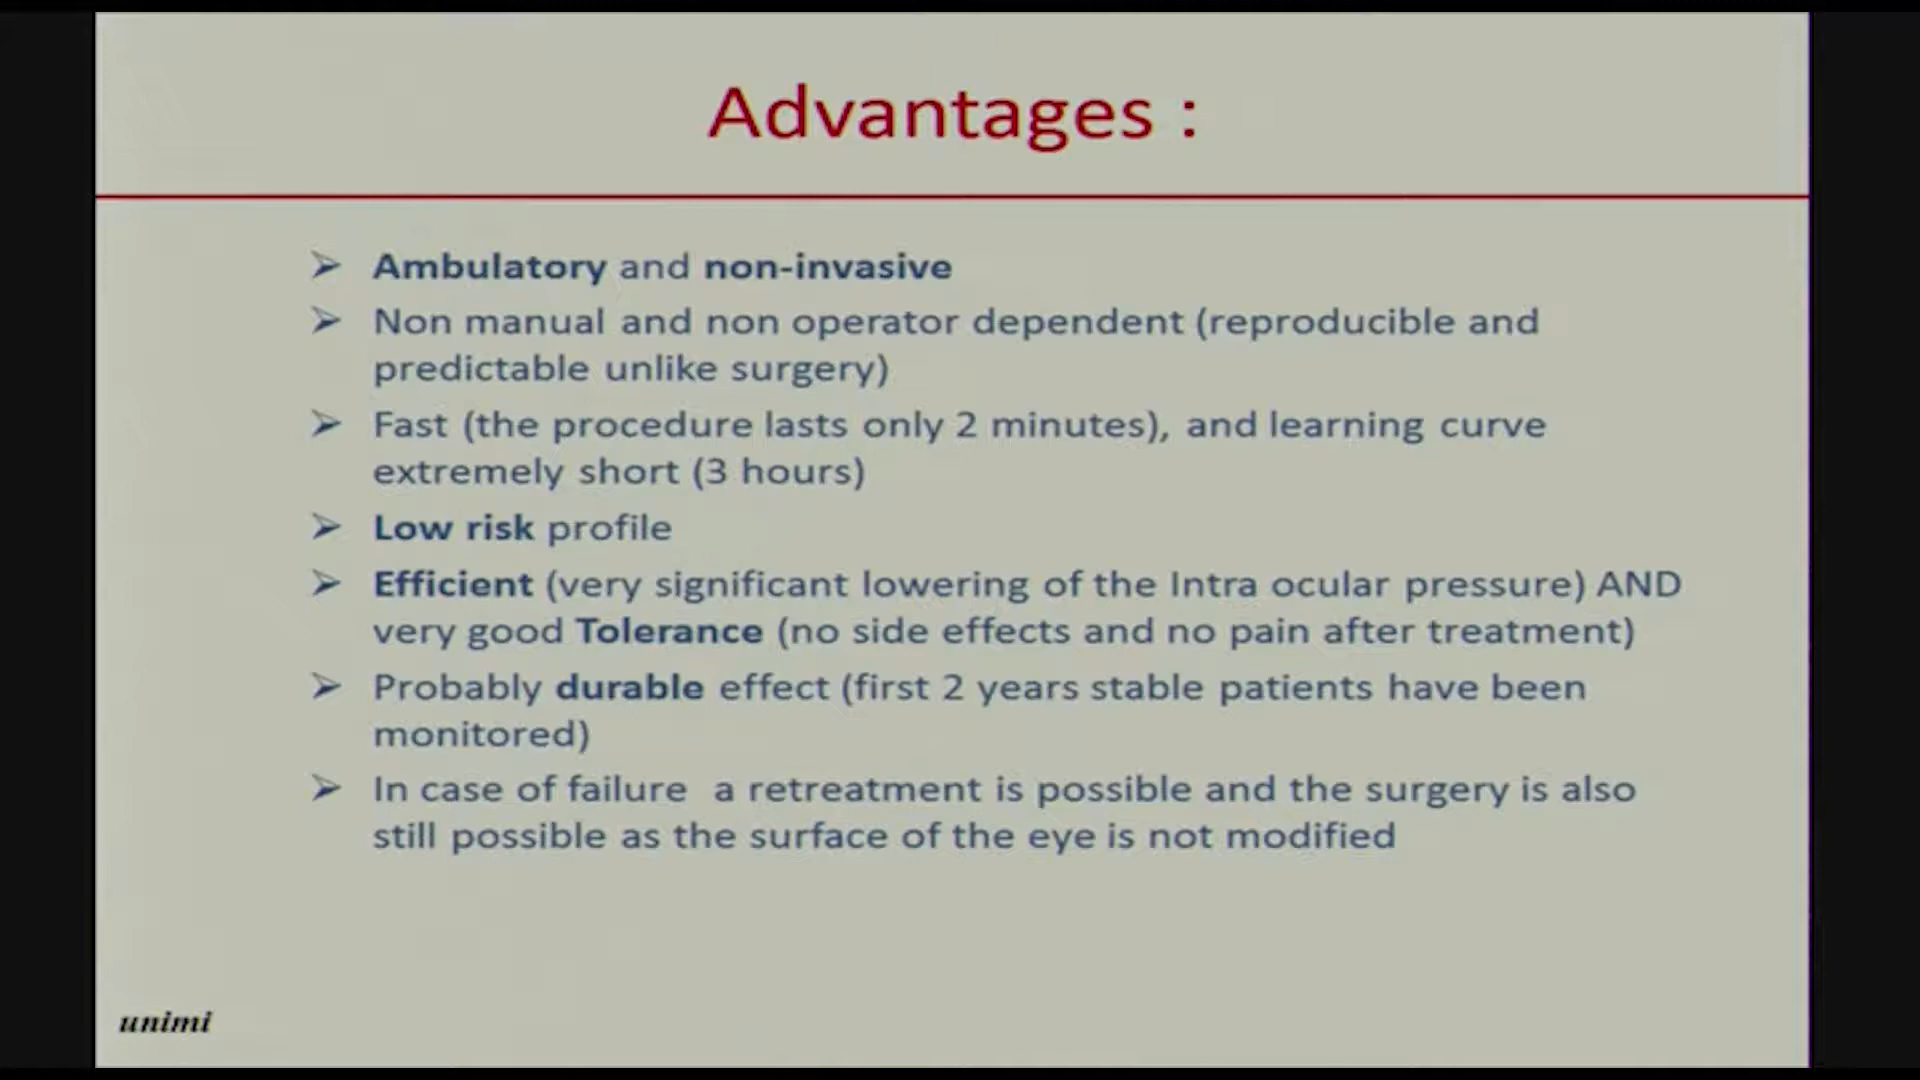 Advantages :
Ambulatory and non-invasive
Non manual and non operator dependent (reproducible and
predictable unlike surgery)
Fast (the procedure lasts only 2 minutes), and learning curve
extremely short (3 hours)
Low risk profile
Efficient (very significant lowering of the Intra ocular pressure) AND
very good Tolerance (no side effects and no pain after treatment)
Probably durable effect (first 2 years stable patients have been
monitored)
In case of failure  a retreatment is possible and the surgery is also
still possible as the surface of the eye is not modified
unimi